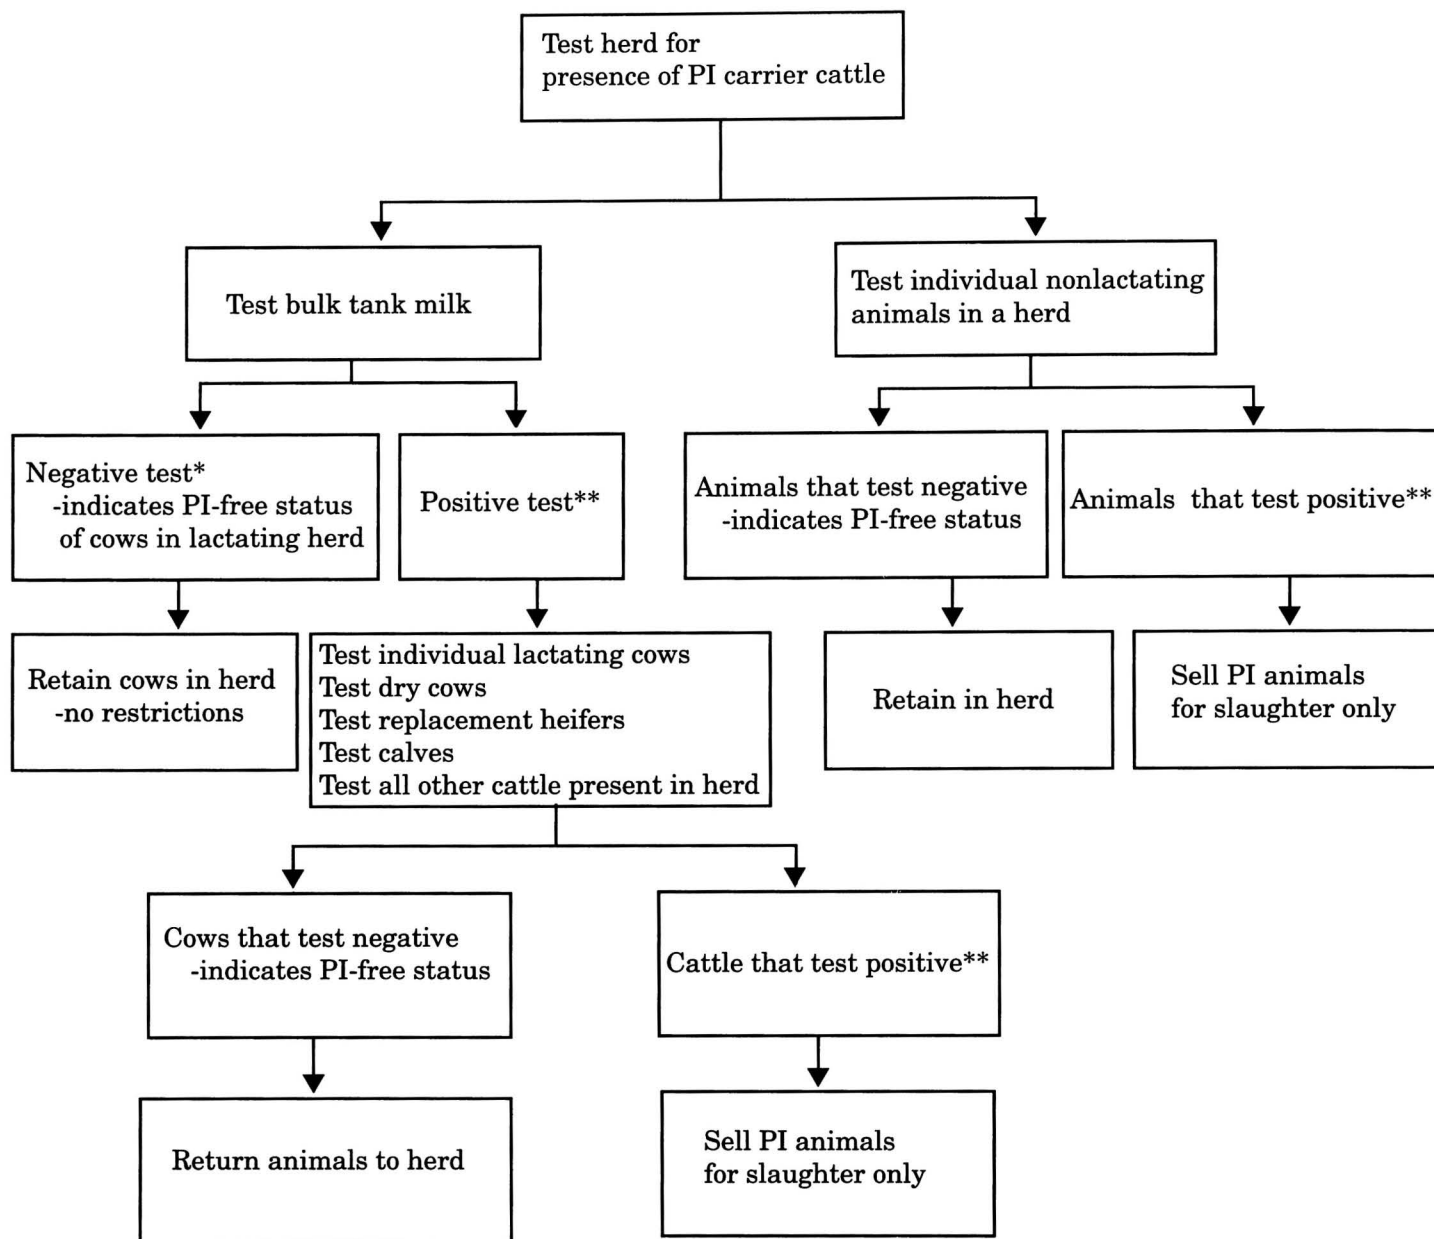 Test herd for
presence of PI carrier cattle
Test bulk tank milk
Test individual nonlactating
animals in a herd
Negative test*
-indicates PI-free status
of cows in lactating herd
Positive test**
Animals that test negative
-indicates PI-free status
Animals that test positive**
Retain cows in herd
-no restrictions
Test individual lactating cows
Test dry cows
Test replacement heifers
Test calves
Test all other cattle present in herd
Retain in herd
Sell PI animals
for slaughter only
Cows that test negative
-indicates PI-free status
Cattle that test positive**
Return animals to herd
Sell PI animals
for slaughter only